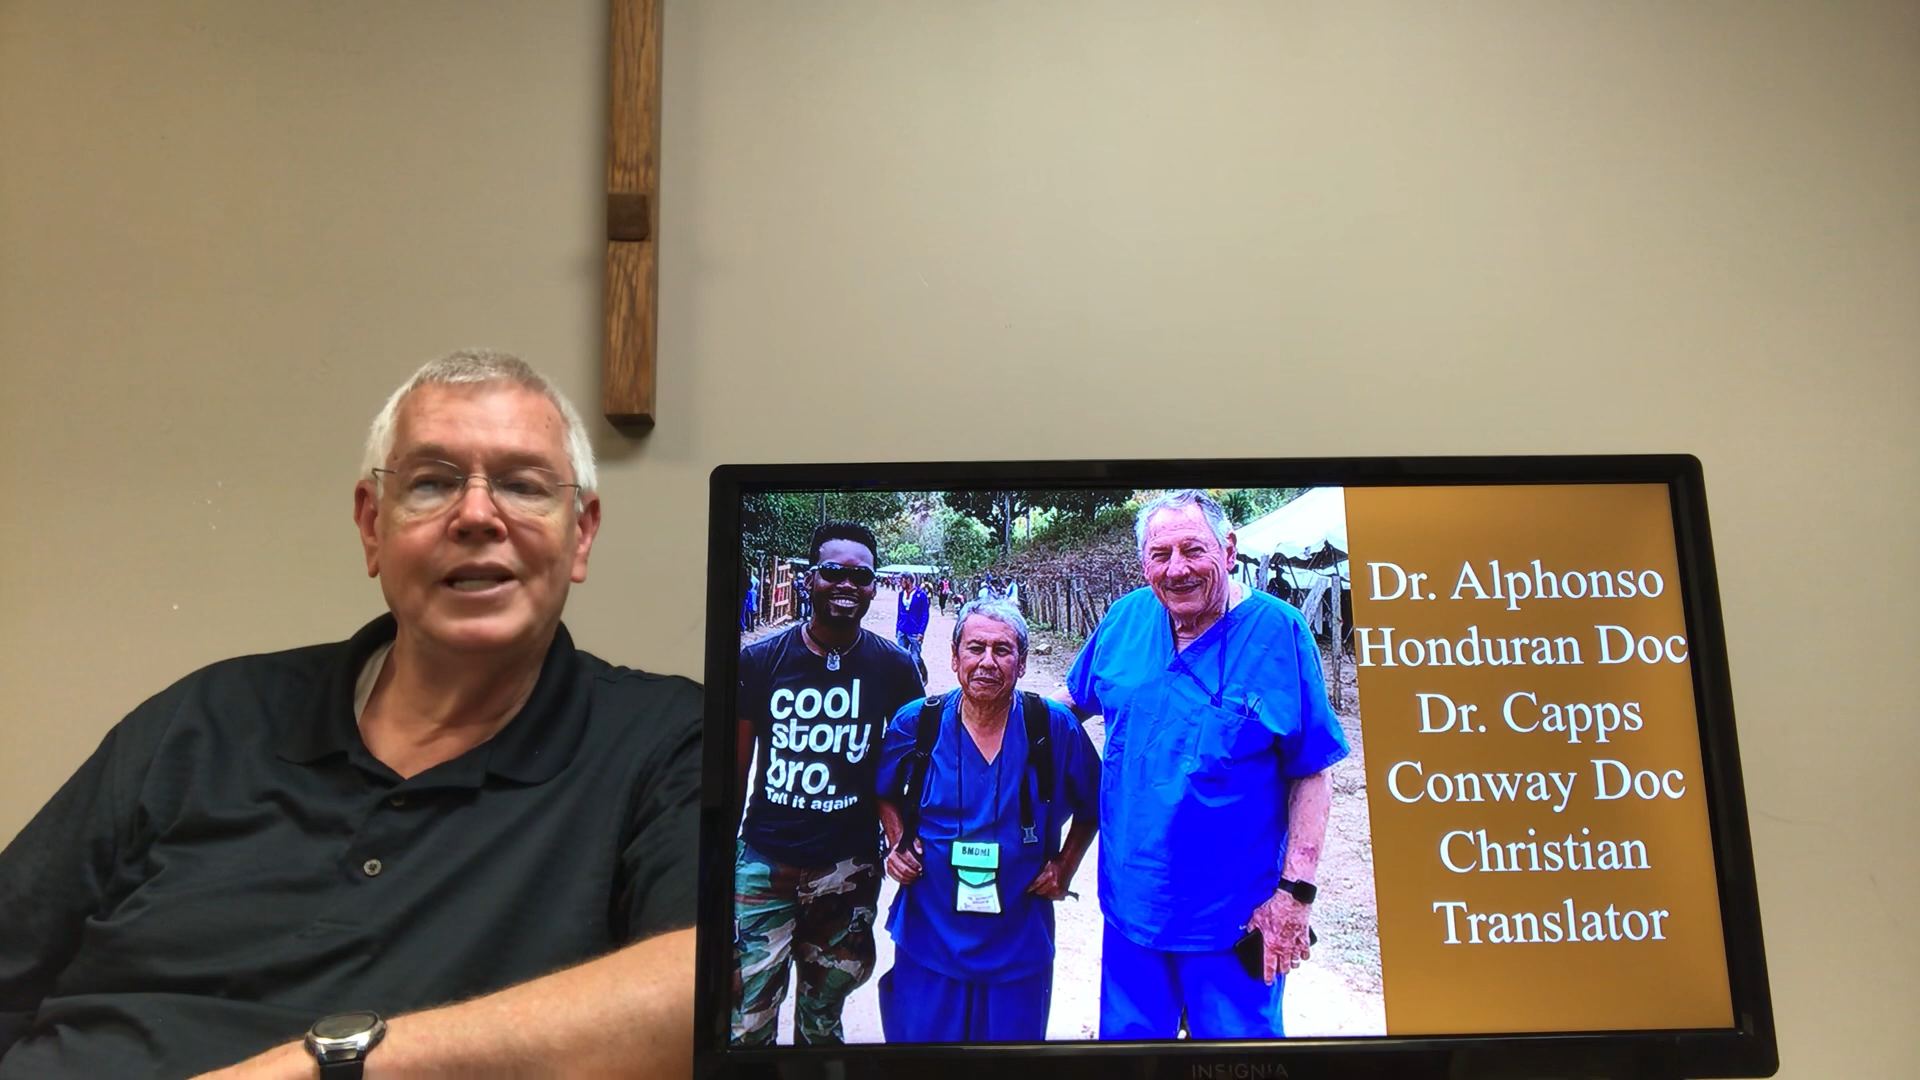 cool
story,
bro.
Tell it again
BMDMI
Dr. Alphonso
Honduran Doc
Dr. Capps
Conway Doc
Christian
Translator
INSIGNIA